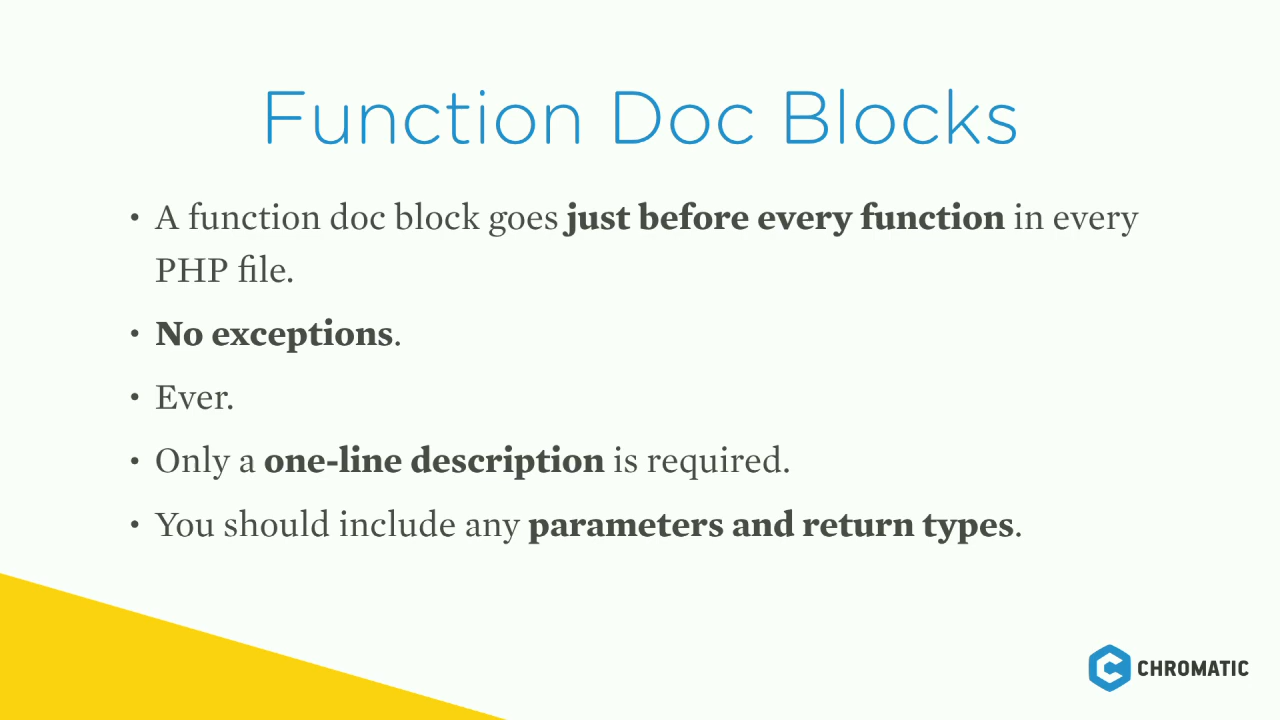 Function Doc Blocks
• A function doc block goes just before every function in every
PHP file.
• No exceptions.
• Ever.
• Only a one-line description is required.
• You should include any parameters and return types.
CHROMATIC